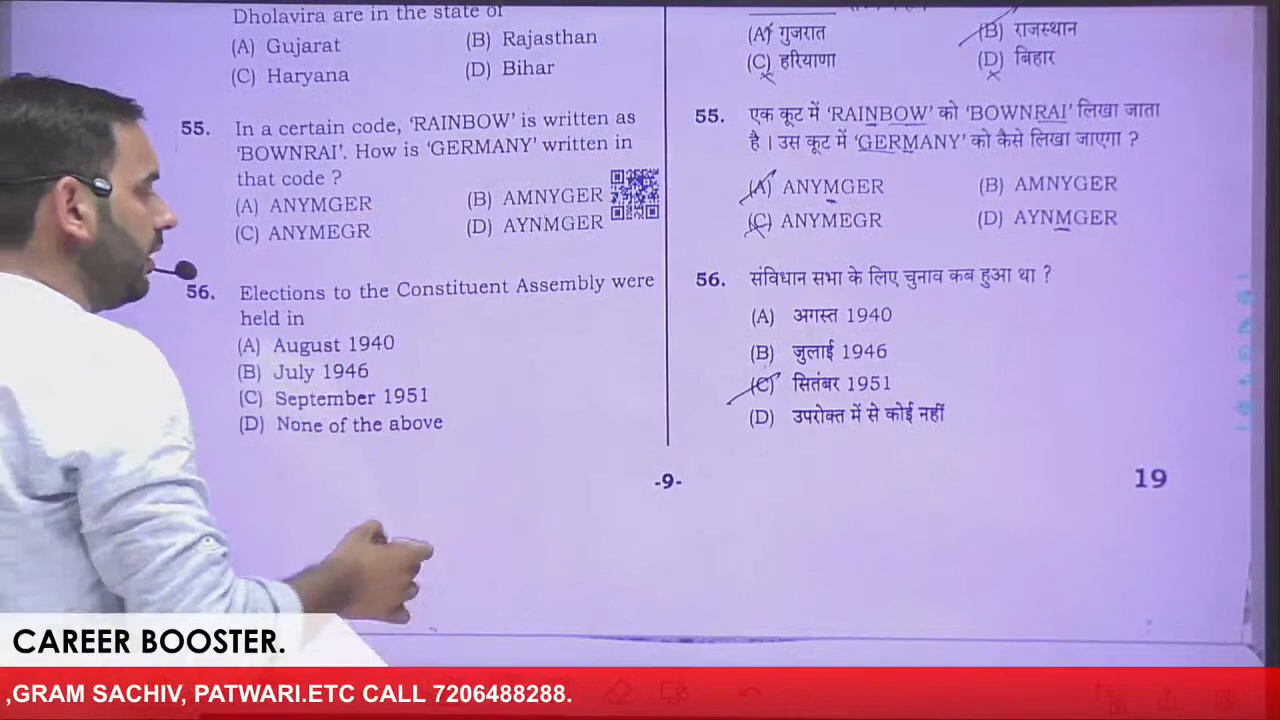 Dholavira are in the state of
(A) Gujarat (B) Rajasthan
(C) Haryana (D) Bihar
55. In a certain code, ‘RAINBOW’ is written as
‘BOWNRAI’. How is ‘GERMANY’ written in
that code ?
(A) ANYMGER (B) AMNYGER
(C) ANYMEGR (D) AYNMGER
56. Elections to the Constituent Assembly were
held in
(A) August 1940
(B) July 1946
(C) September 1951
(D) None of the above
(A) गुजरात (B) राजस्थान
(C) हरियाणा (D) बिहार
55. एक कूट में ‘RAINBOW’ को ‘BOWNRAI’ लिखा जाता
है । उस कूट में ‘GERMANY’ को कैसे लिखा जाएगा ?
(A) ANYMGER (B) AMNYGER
(C) ANYMEGR (D) AYNMGER
56. संविधान सभा के लिए चुनाव कब हुआ था ?
(A) अगस्त 1940
(B) जुलाई 1946
(C) सितंबर 1951
(D) उपरोक्त में से कोई नहीं
-9-
19
CAREER BOOSTER.
,GRAM SACHIV, PATWARI.ETC CALL 7206488288.